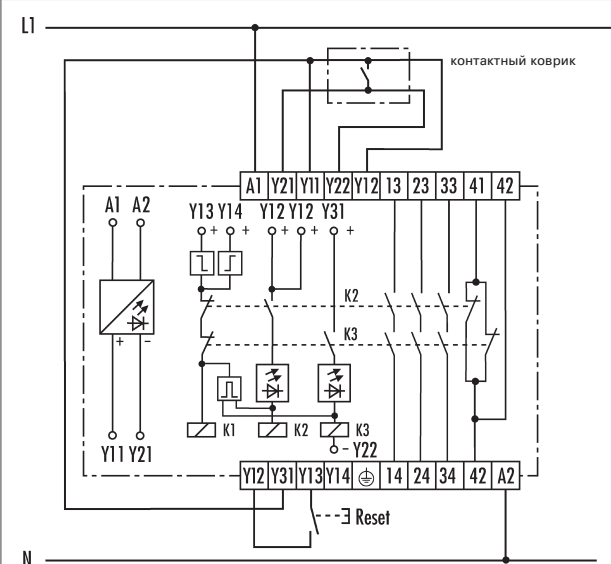 L1
контактный коврик
A1 Y21 Y11 Y22 Y12 13 23 33 41 42
A1 A2 Y13 Y14 Y12 Y12 Y31
+ + + + +
K2
K3
+ −
K1 K2 K3
− Y22
Y11 Y21
Y12 Y31 Y13 Y14 14 24 34 42 A2
Reset
N